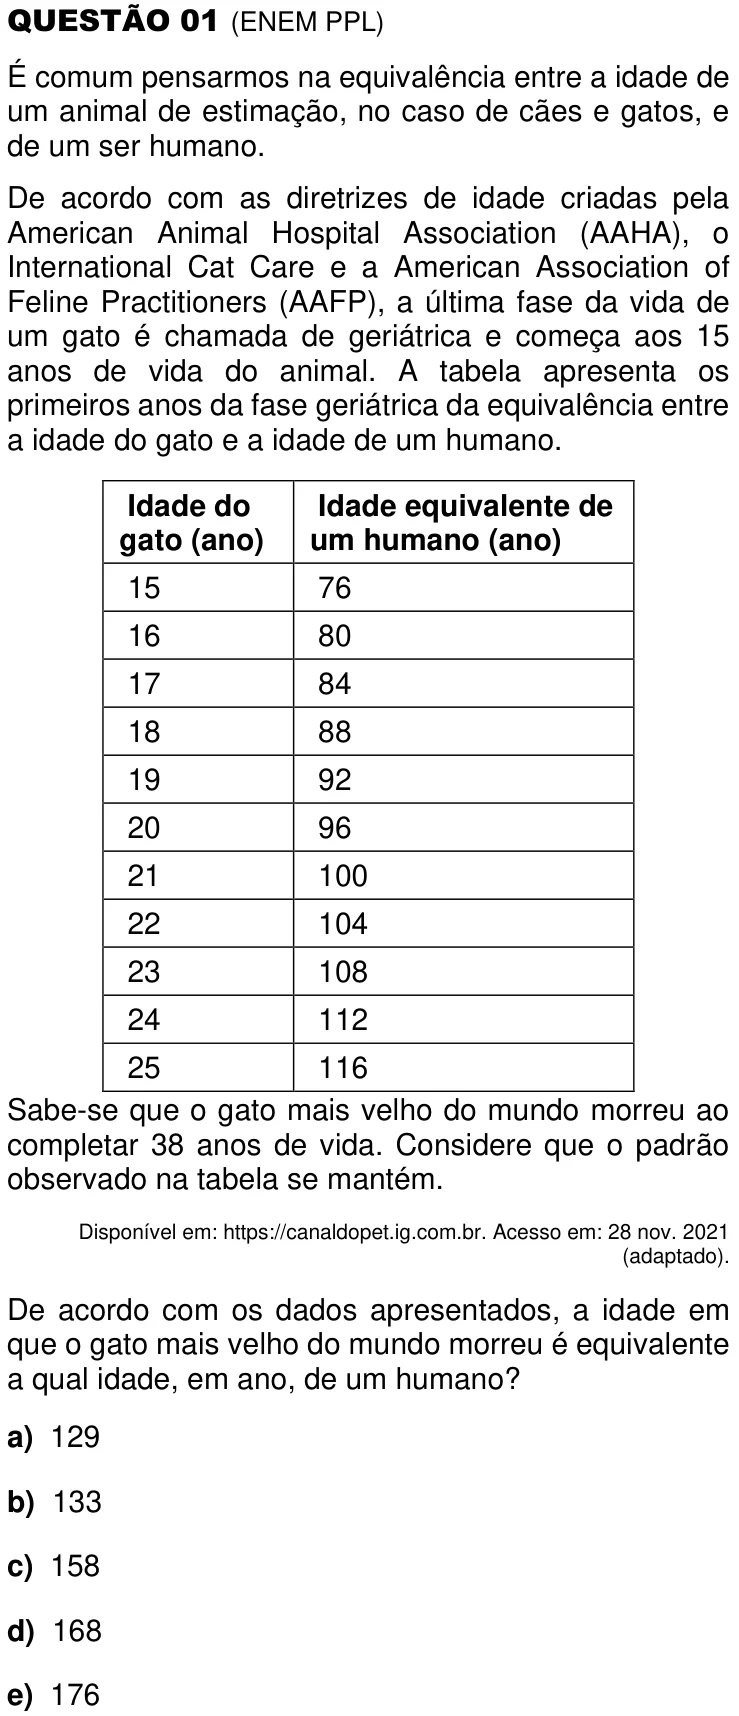 QUESTÃO 01 (ENEM PPL)
É comum pensarmos na equivalência entre a idade de
um animal de estimação, no caso de cães e gatos, e
de um ser humano.
De acordo com as diretrizes de idade criadas pela
American Animal Hospital Association (AAHA), o
International Cat Care e a American Association of
Feline Practitioners (AAFP), a última fase da vida de
um gato é chamada de geriátrica e começa aos 15
anos de vida do animal. A tabela apresenta os
primeiros anos da fase geriátrica da equivalência entre
a idade do gato e a idade de um humano.
Idade do gato (ano) Idade equivalente de um humano (ano)
15 76
16 80
17 84
18 88
19 92
20 96
21 100
22 104
23 108
24 112
25 116
Sabe-se que o gato mais velho do mundo morreu ao
completar 38 anos de vida. Considere que o padrão
observado na tabela se mantém.
Disponível em: https://canaldopet.ig.com.br. Acesso em: 28 nov. 2021
(adaptado).
De acordo com os dados apresentados, a idade em
que o gato mais velho do mundo morreu é equivalente
a qual idade, em ano, de um humano?
a) 129
b) 133
c) 158
d) 168
e) 176